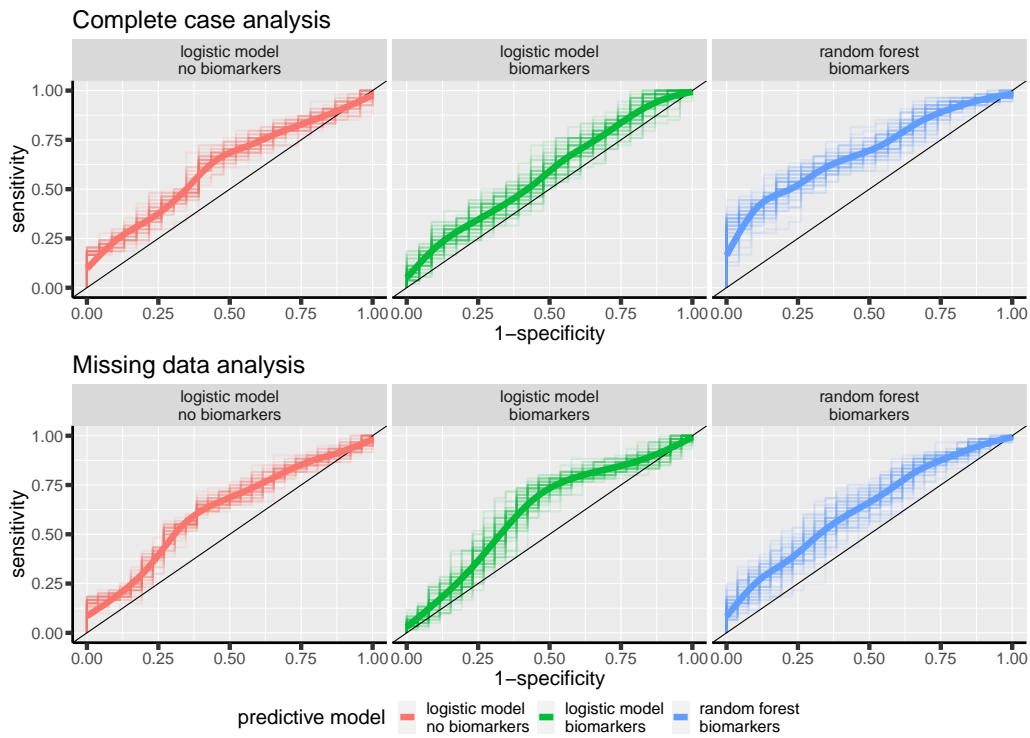 Complete case analysis
logistic model
no biomarkers
logistic model
biomarkers
random forest
biomarkers
sensitivity
1.00
0.75
0.50
0.25
0.00
0.00 0.25 0.50 0.75 1.00 0.00 0.25 0.50 0.75 1.00 0.00 0.25 0.50 0.75 1.00
1−specificity
Missing data analysis
logistic model
no biomarkers
logistic model
biomarkers
random forest
biomarkers
sensitivity
1.00
0.75
0.50
0.25
0.00
0.00 0.25 0.50 0.75 1.00 0.00 0.25 0.50 0.75 1.00 0.00 0.25 0.50 0.75 1.00
1−specificity
predictive model
logistic model
no biomarkers
logistic model
biomarkers
random forest
biomarkers